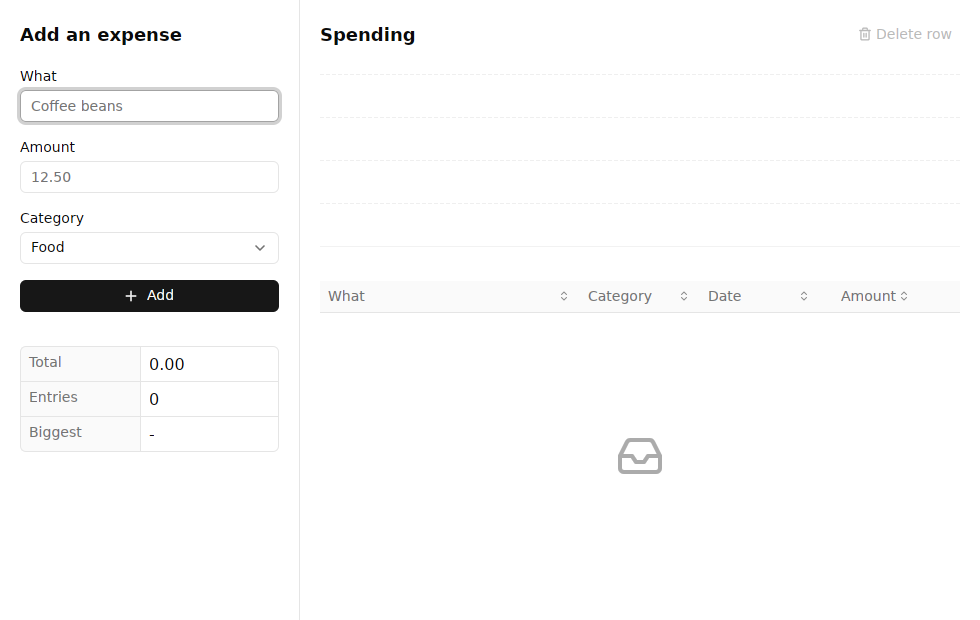 Add an expense
What
Coffee beans
Amount
12.50
Category
Food
Add
Total 0.00
Entries 0
Biggest -
Spending
Delete row
What Category Date Amount